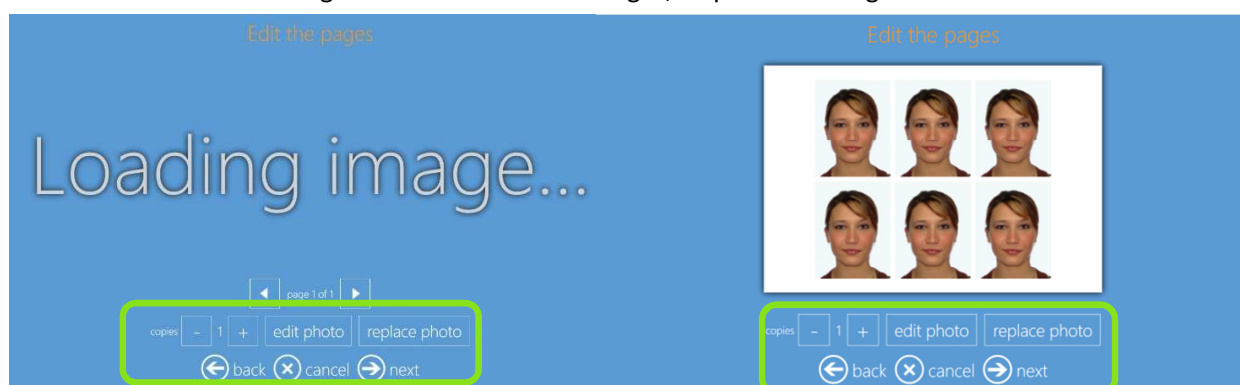 Edit the pages
Loading image...
page 1 of 1
copies - 1 + edit photo replace photo
back cancel next
Edit the pages
copies - 1 + edit photo replace photo
back cancel next